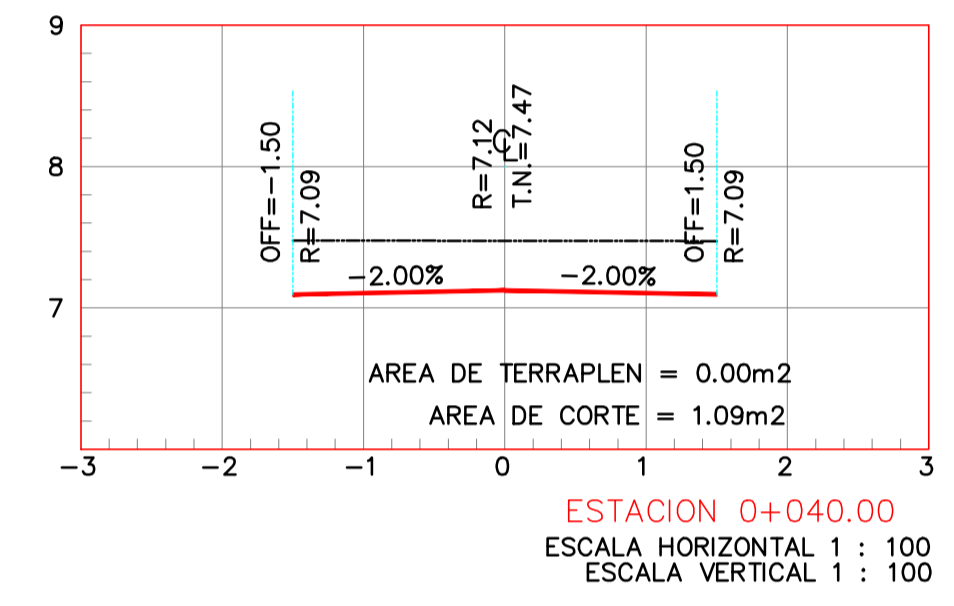 9
8
7
OFF=-1.50
R=7.09
R=7.12
CL
T.N.=7.47
OFF=1.50
R=7.09
-2.00%
-2.00%
AREA DE TERRAPLEN = 0.00m2
AREA DE CORTE = 1.09m2
-3 -2 -1 0 1 2 3
ESTACION 0+040.00
ESCALA HORIZONTAL 1 : 100
ESCALA VERTICAL 1 : 100